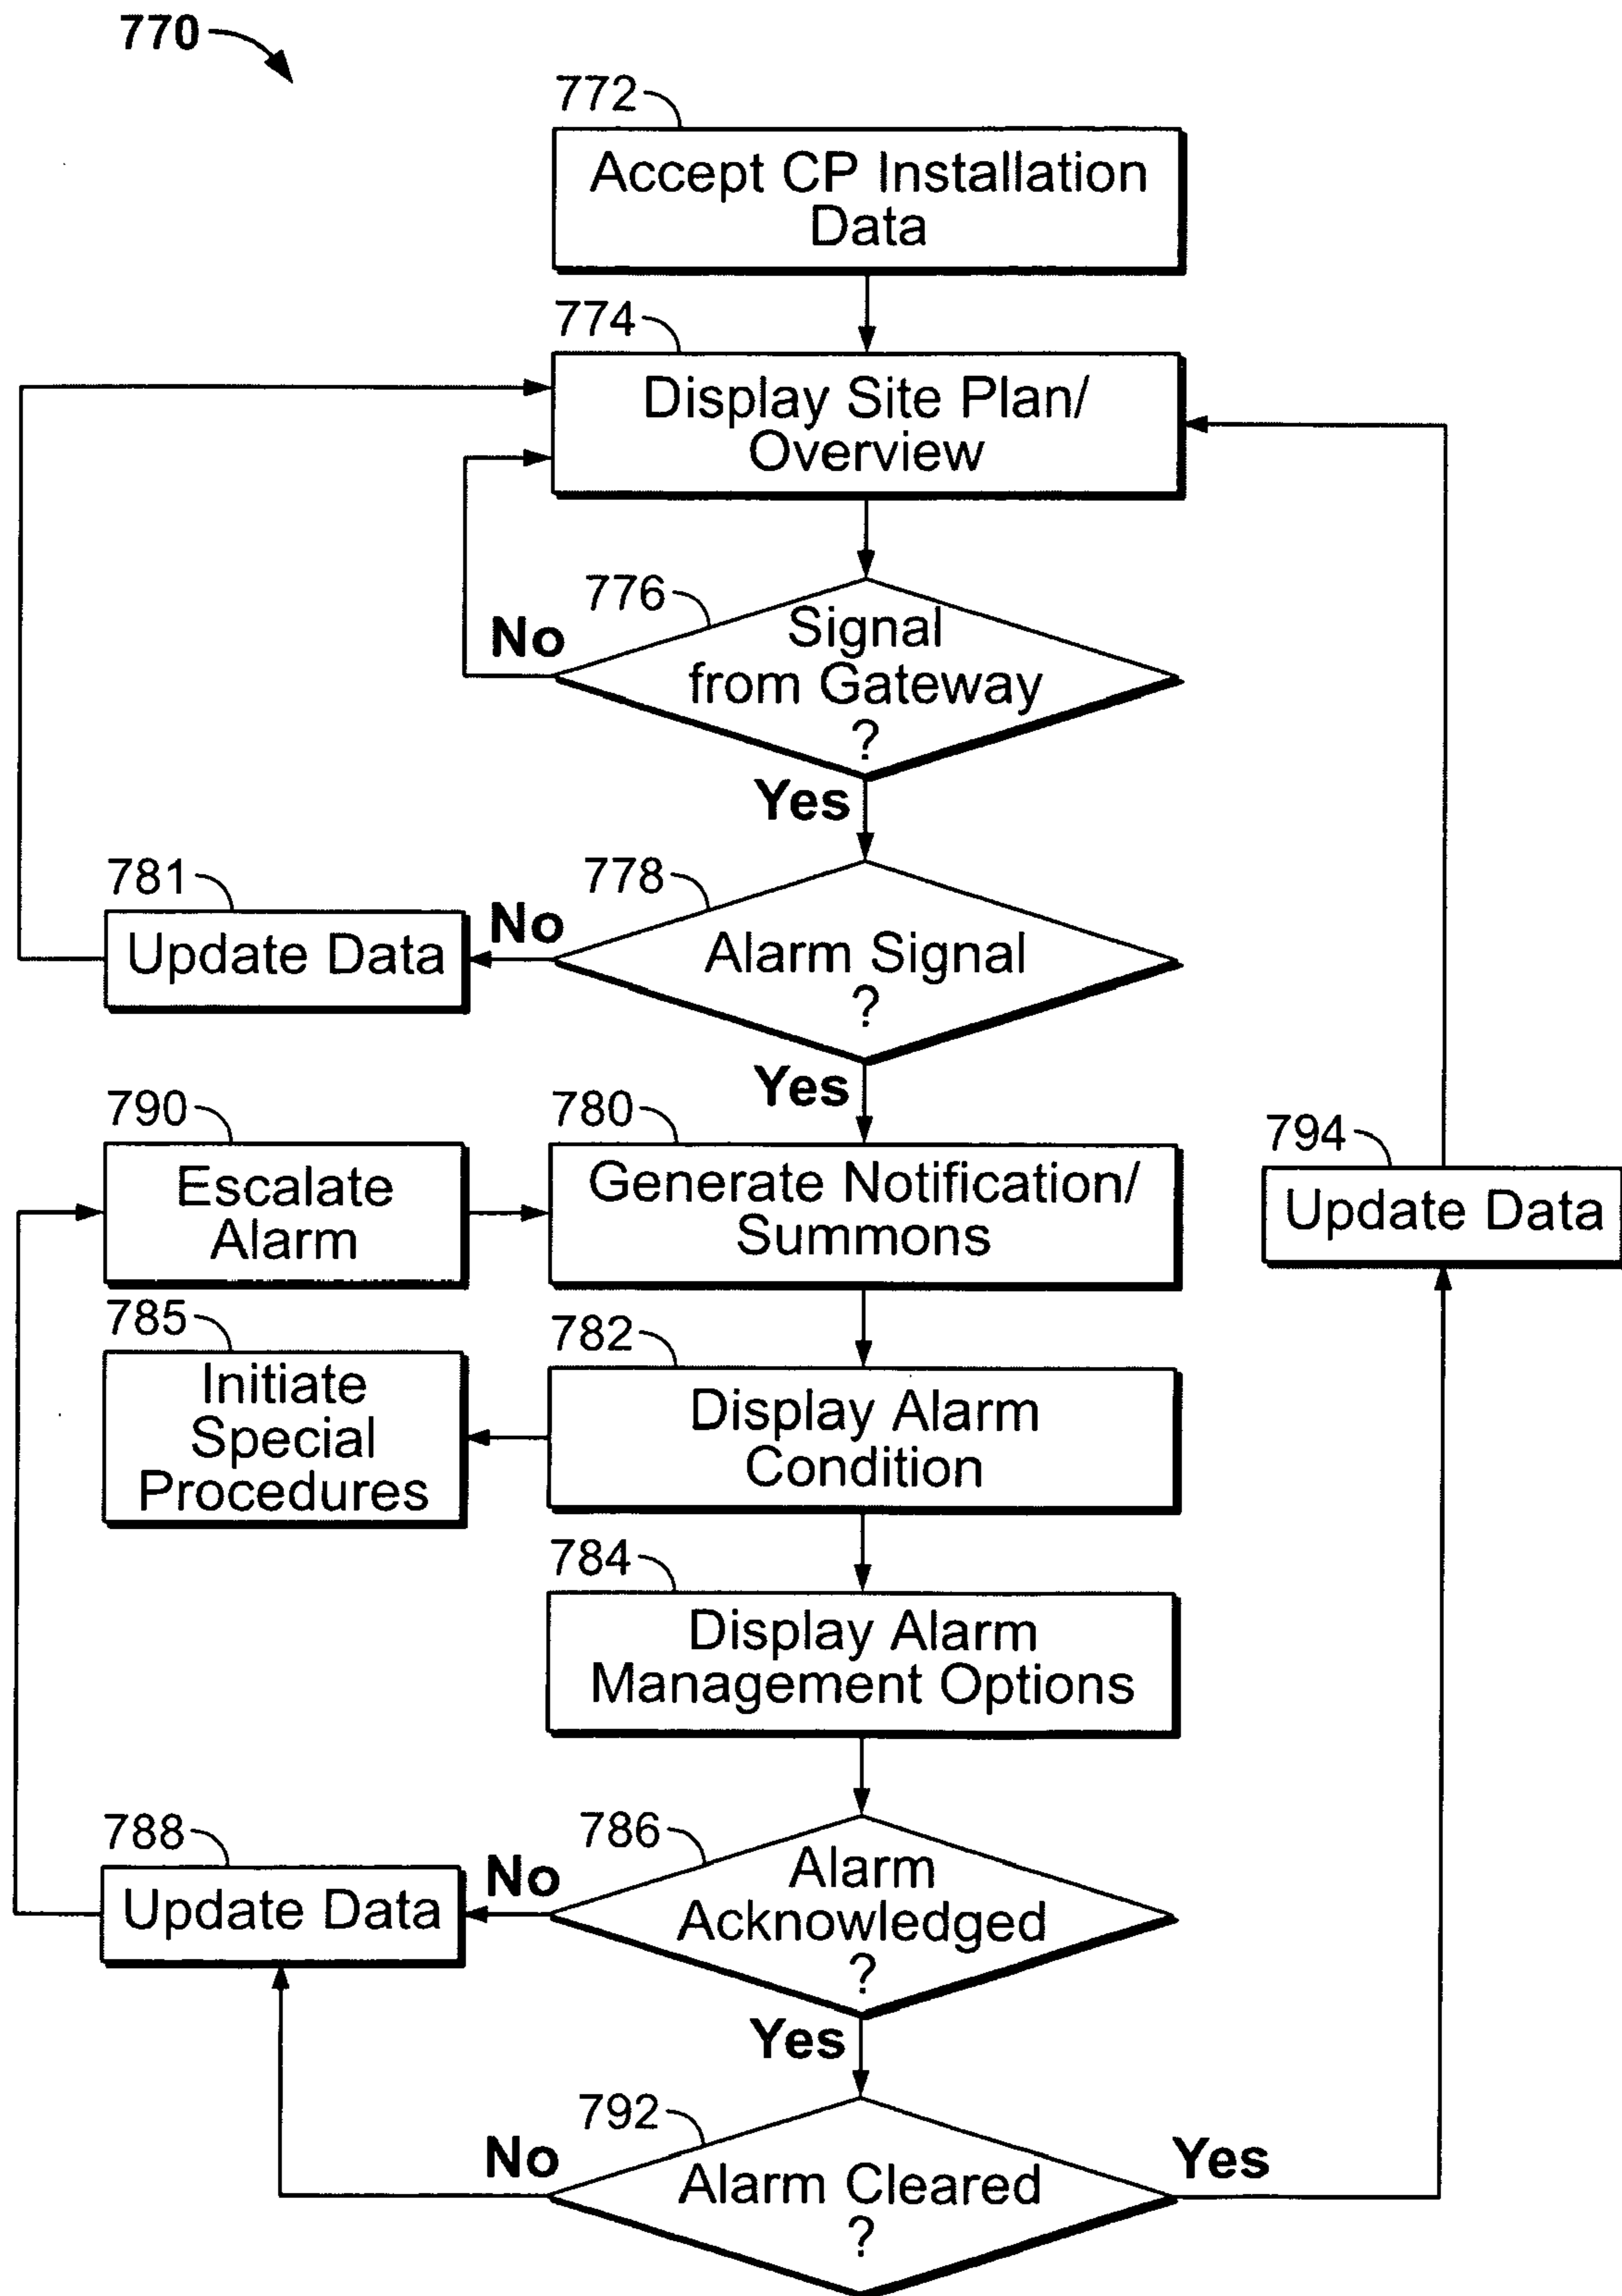 770
772
Accept CP Installation
Data
774
Display Site Plan/
Overview
776
Signal
from Gateway
?
No
Yes
781
Update Data
No
778
Alarm Signal
?
Yes
790
Escalate
Alarm
780
Generate Notification/
Summons
794
Update Data
785
Initiate
Special
Procedures
782
Display Alarm
Condition
784
Display Alarm
Management Options
788
Update Data
No
786
Alarm
Acknowledged
?
Yes
792
No
Alarm Cleared
?
Yes